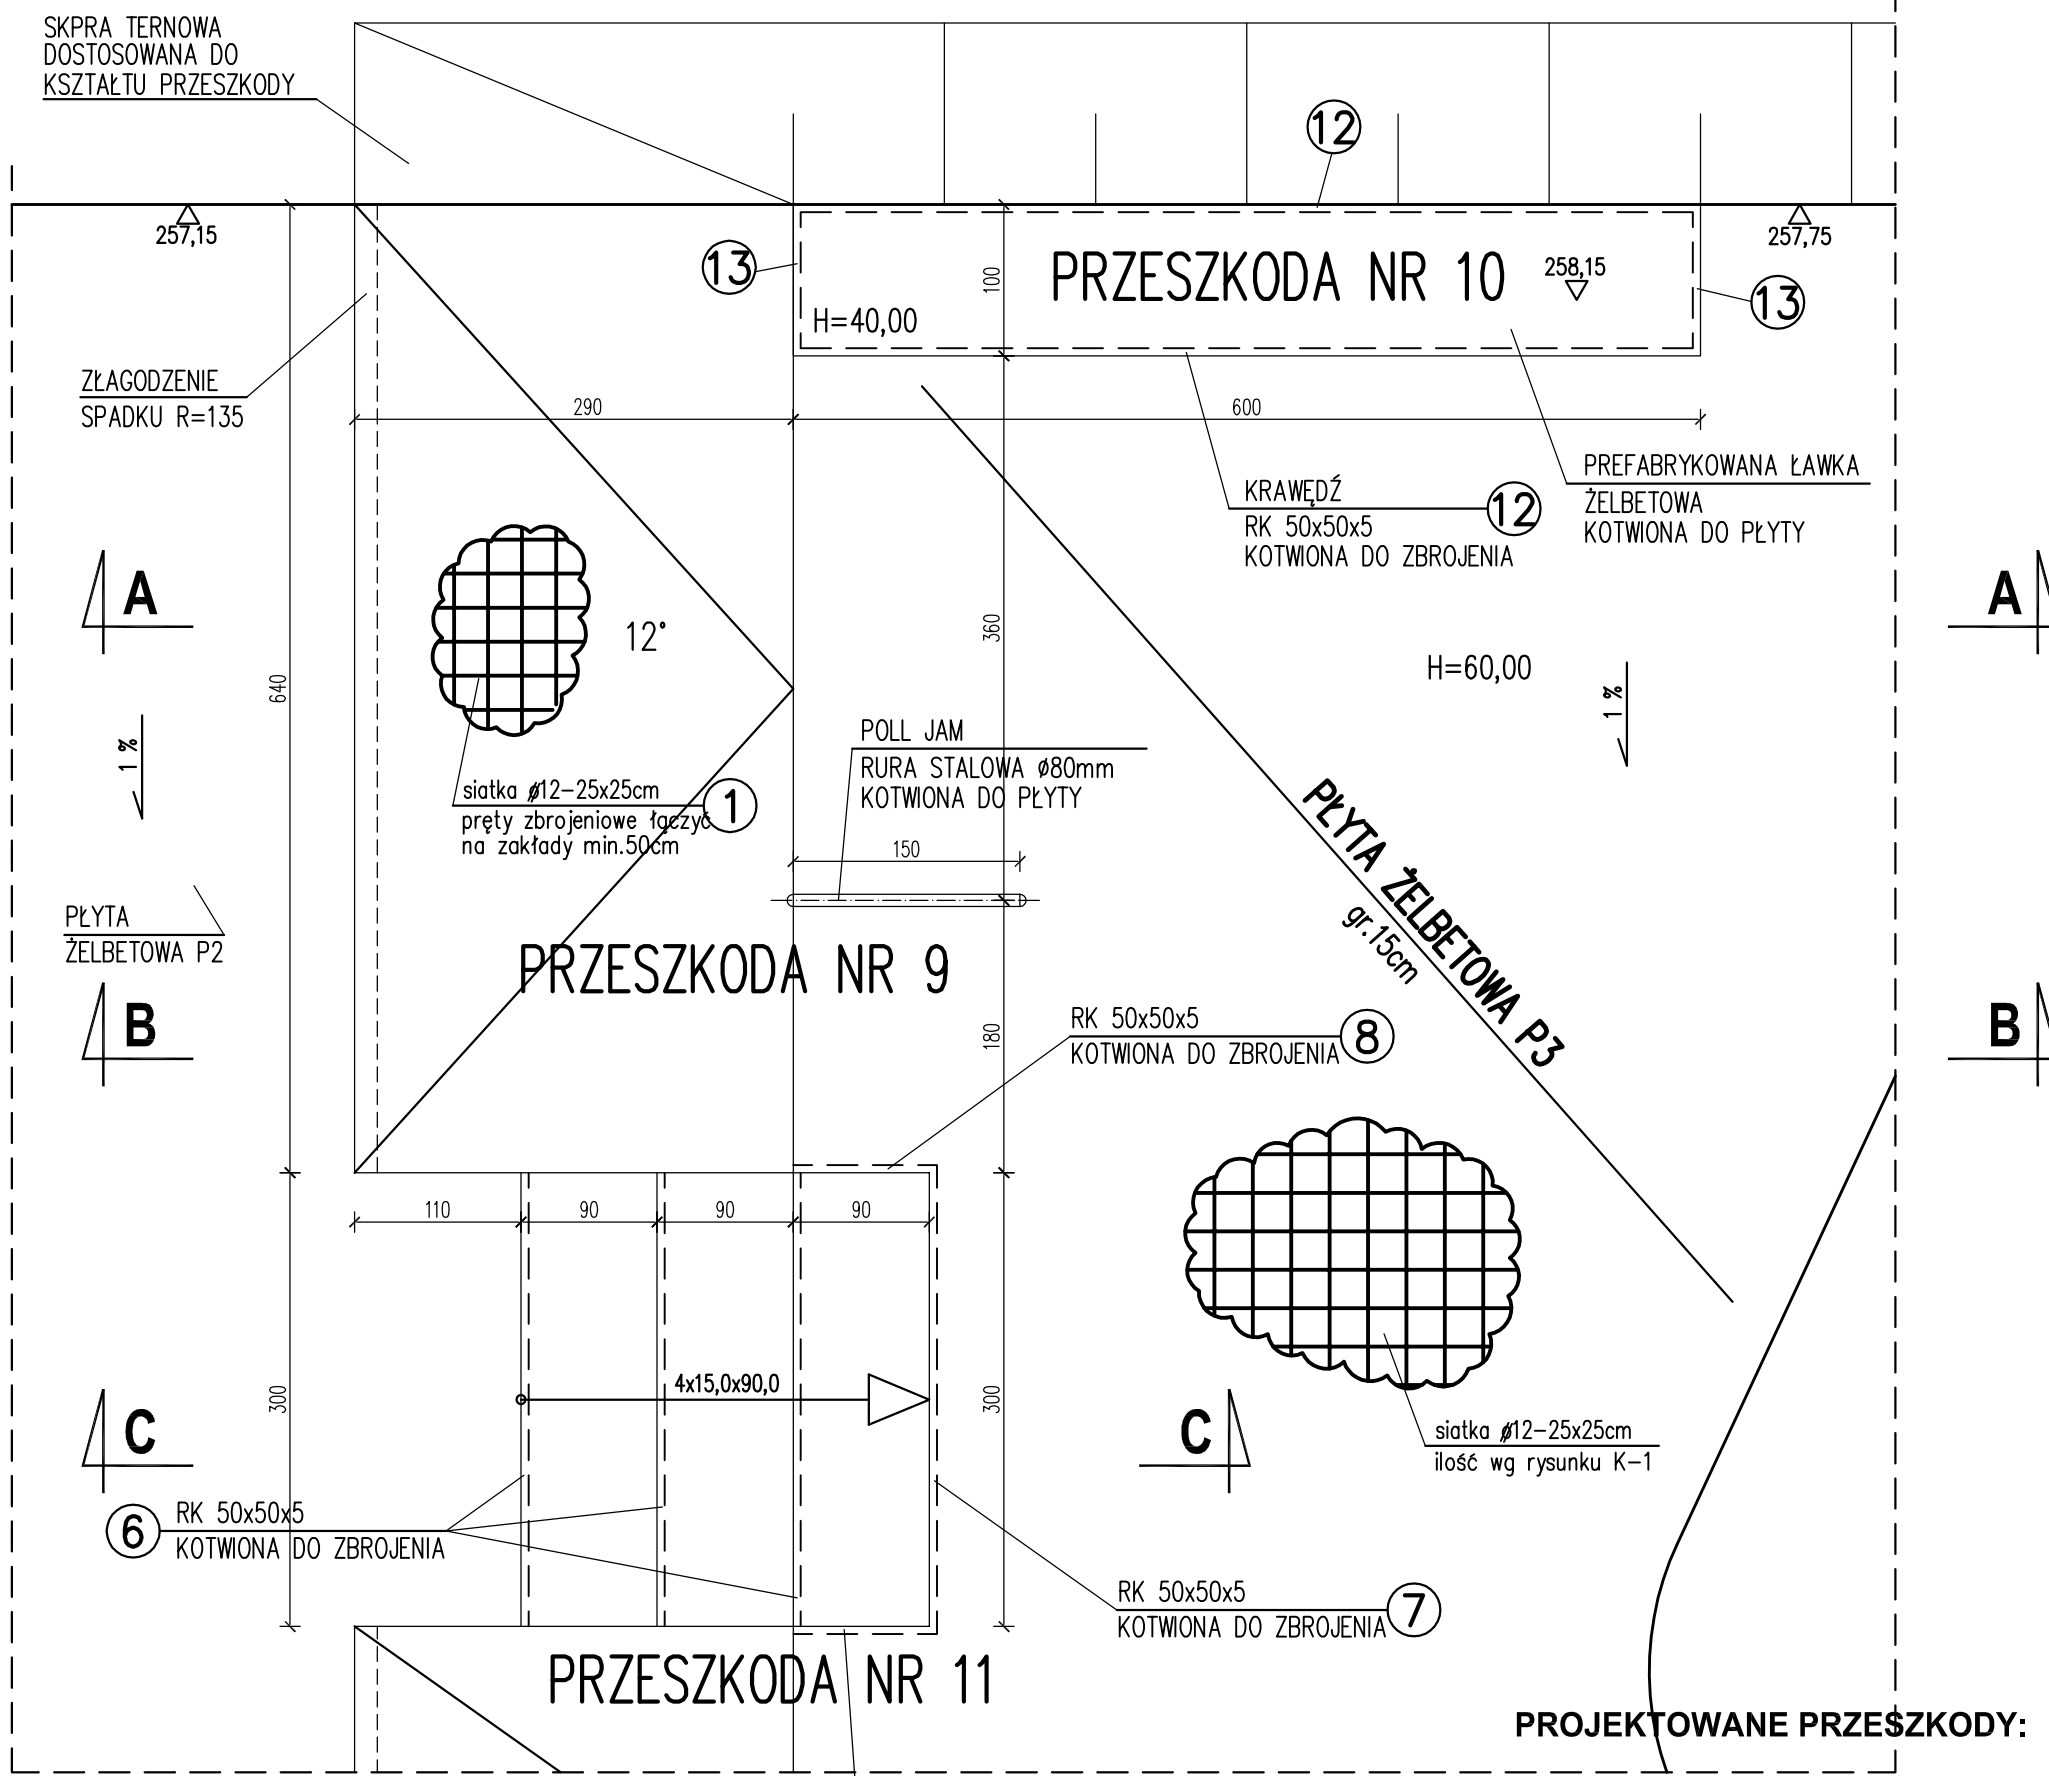 SKPRA TERNOWA
DOSTOSOWANA DO
KSZTAŁTU PRZESZKODY
12
257,15
257,75
13
100
PRZESZKODA NR 10
258,15
13
H=40,00
ZŁAGODZENIE
SPADKU R=135
290
600
KRAWĘDŹ
RK 50x50x5
KOTWIONA DO ZBROJENIA
12
PREFABRYKOWANA ŁAWKA
ŻELBETOWA
KOTWIONA DO PŁYTY
A
A
12°
360
H=60,00
640
1 %
1 %
POLL JAM
RURA STALOWA ø80mm
KOTWIONA DO PŁYTY
siatka ø12-25x25cm
pręty zbrojeniowe łączyć
na zakłady min.50cm
1
150
PŁYTA ŻELBETOWA P3
gr.15cm
PŁYTA
ŻELBETOWA P2
PRZESZKODA NR 9
B
B
180
RK 50x50x5
KOTWIONA DO ZBROJENIA
8
110
90
90
90
4x15,0x90,0
300
300
C
C
siatka ø12-25x25cm
ilość wg rysunku K-1
6
RK 50x50x5
KOTWIONA DO ZBROJENIA
RK 50x50x5
KOTWIONA DO ZBROJENIA
7
PRZESZKODA NR 11
PROJEKTOWANE PRZESZKODY: